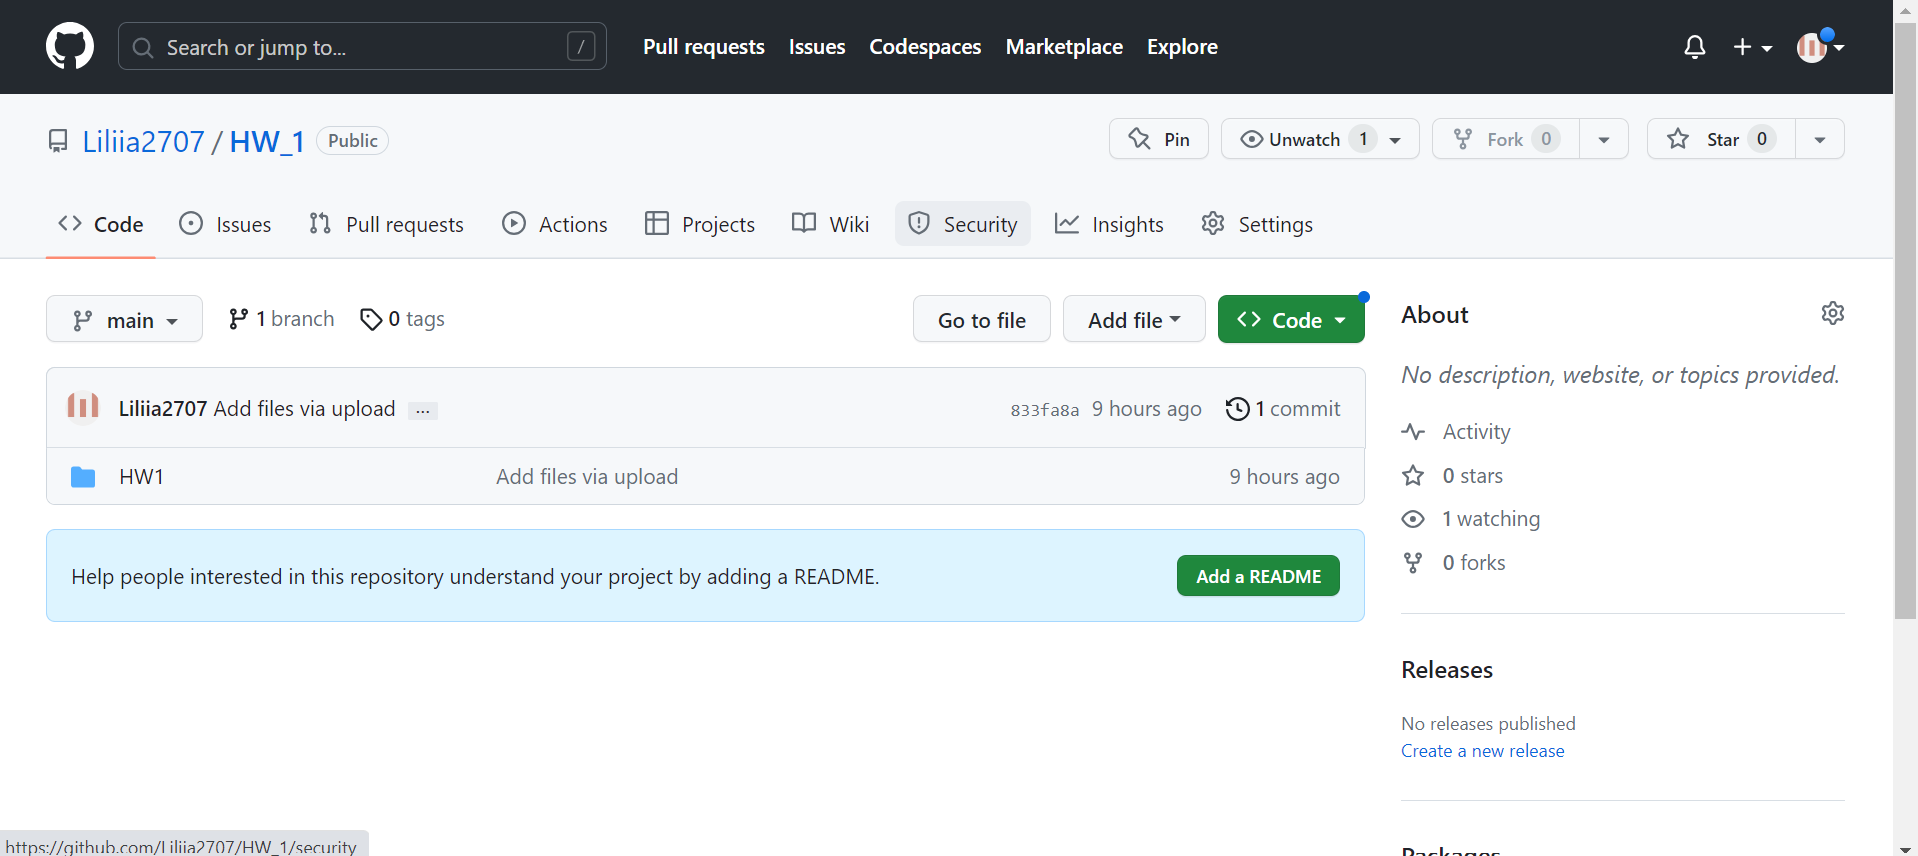 Search or jump to... / Pull requests Issues Codespaces Marketplace Explore
Liliia2707 / HW_1 Public Pin Unwatch 1 Fork 0 Star 0
Code Issues Pull requests Actions Projects Wiki Security Insights Settings
main 1 branch 0 tags Go to file Add file Code
Liliia2707 Add files via upload ... 833fa8a 9 hours ago 1 commit
HW1 Add files via upload 9 hours ago
Help people interested in this repository understand your project by adding a README. Add a README
About
No description, website, or topics provided.
Activity
0 stars
1 watching
0 forks
Releases
No releases published
Create a new release
Packages
https://github.com/Liliia2707/HW_1/security